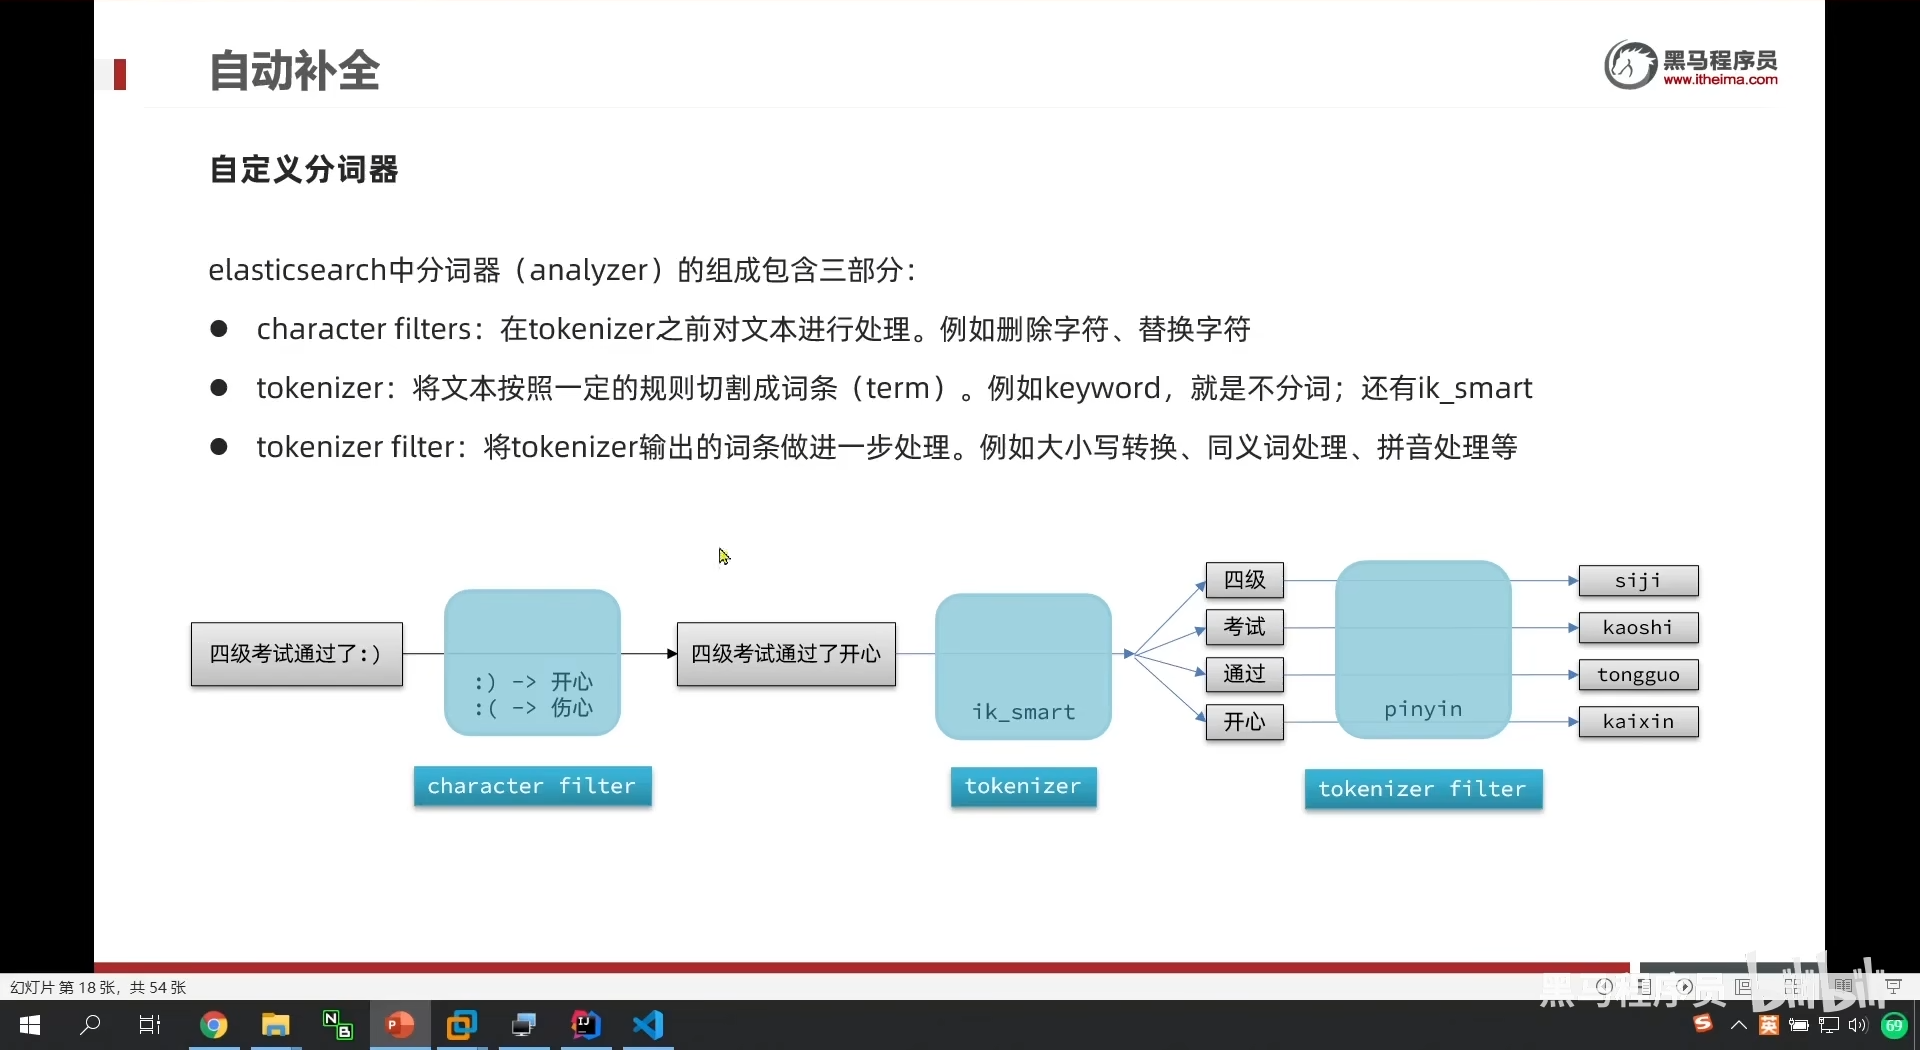 自动补全
黑马程序员
www.itheima.com
自定义分词器
elasticsearch中分词器（analyzer）的组成包含三部分：
character filters：在tokenizer之前对文本进行处理。例如删除字符、替换字符
tokenizer：将文本按照一定的规则切割成词条（term）。例如keyword，就是不分词；还有ik_smart
tokenizer filter：将tokenizer输出的词条做进一步处理。例如大小写转换、同义词处理、拼音处理等
四级考试通过了:)
:) -> 开心
:( -> 伤心
character filter
四级考试通过了开心
ik_smart
tokenizer
四级
考试
通过
开心
pinyin
tokenizer filter
siji
kaoshi
tongguo
kaixin
幻灯片 第 18 张，共 54 张
黑马程序员 bilibili
英
69